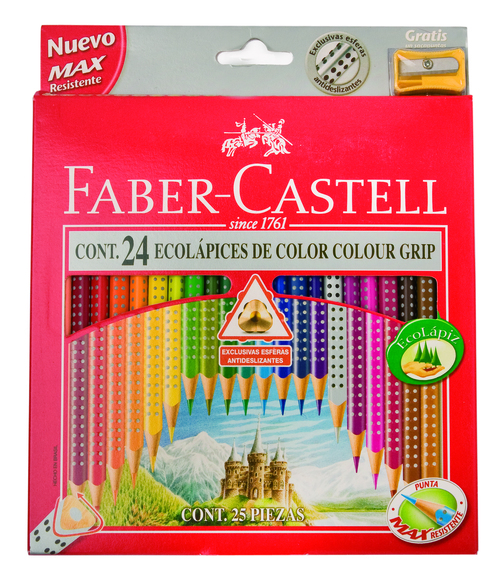 Nuevo
MAX
Resistente
Exclusivas esferas
antideslizantes
Gratis
FABER-CASTELL
since 1761
CONT. 24 ECOLÁPICES DE COLOR COLOUR GRIP
EcoLápiz
EXCLUSIVAS ESFERAS
ANTIDESLIZANTES
CONT. 25 PIEZAS
PUNTA
MAX
RESISTENTE